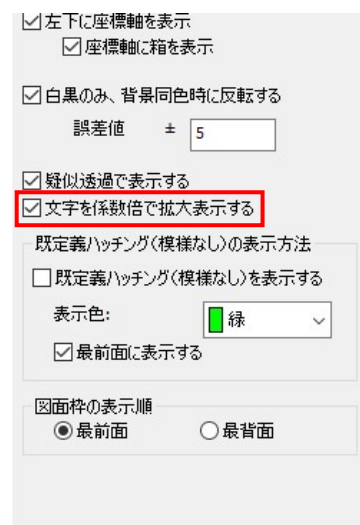 左下に座標軸を表示
座標軸に箱を表示
白黒のみ、背景同色時に反転する
誤差値 ± 5
疑似透過で表示する
文字を係数倍で拡大表示する
既定義ハッチング(模様なし)の表示方法
既定義ハッチング(模様なし)を表示する
表示色: 緑
最前面に表示する
図面枠の表示順
最前面 最背面